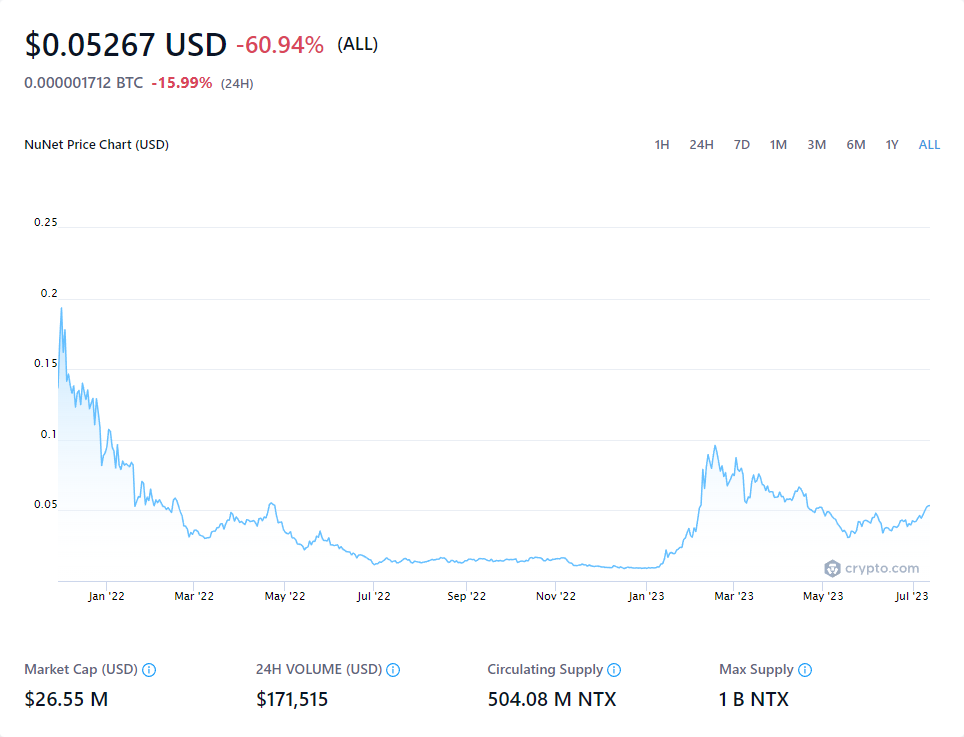 $0.05267 USD -60.94% (ALL)
0.000001712 BTC -15.99% (24H)
NuNet Price Chart (USD) 1H 24H 7D 1M 3M 6M 1Y ALL
0.25
0.2
0.15
0.1
0.05
crypto.com
Jan '22 Mar '22 May '22 Jul '22 Sep '22 Nov '22 Jan '23 Mar '23 May '23 Jul '23
Market Cap (USD) 24H VOLUME (USD) Circulating Supply Max Supply
$26.55 M $171,515 504.08 M NTX 1 B NTX